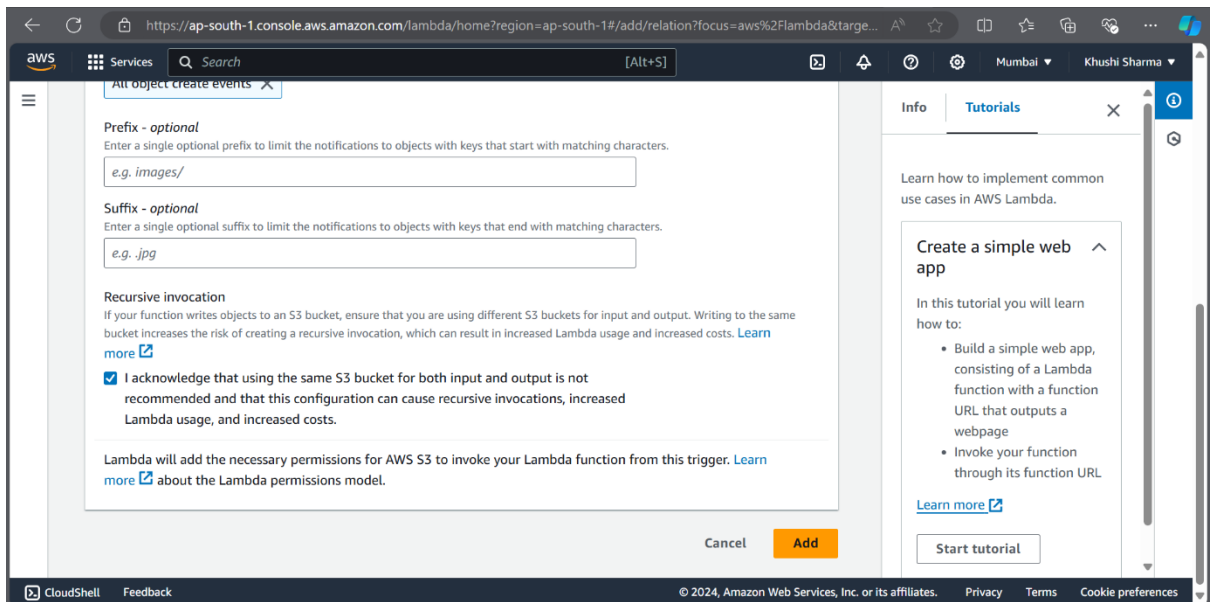 https://ap-south-1.console.aws.amazon.com/lambda/home?region=ap-south-1#/add/relation?focus=aws%2Flambda&targe...
aws Services Search [Alt+S] Mumbai ▼ Khushi Sharma ▼
All object create events X
Prefix - optional
Enter a single optional prefix to limit the notifications to objects with keys that start with matching characters.
e.g. images/
Suffix - optional
Enter a single optional suffix to limit the notifications to objects with keys that end with matching characters.
e.g. .jpg
Recursive invocation
If your function writes objects to an S3 bucket, ensure that you are using different S3 buckets for input and output. Writing to the same
bucket increases the risk of creating a recursive invocation, which can result in increased Lambda usage and increased costs. Learn
more
I acknowledge that using the same S3 bucket for both input and output is not
recommended and that this configuration can cause recursive invocations, increased
Lambda usage, and increased costs.
Lambda will add the necessary permissions for AWS S3 to invoke your Lambda function from this trigger. Learn
more about the Lambda permissions model.
Cancel Add
Info Tutorials
Learn how to implement common
use cases in AWS Lambda.
Create a simple web
app
In this tutorial you will learn
how to:
• Build a simple web app,
consisting of a Lambda
function with a function
URL that outputs a
webpage
• Invoke your function
through its function URL
Learn more
Start tutorial
CloudShell Feedback © 2024, Amazon Web Services, Inc. or its affiliates. Privacy Terms Cookie preferences